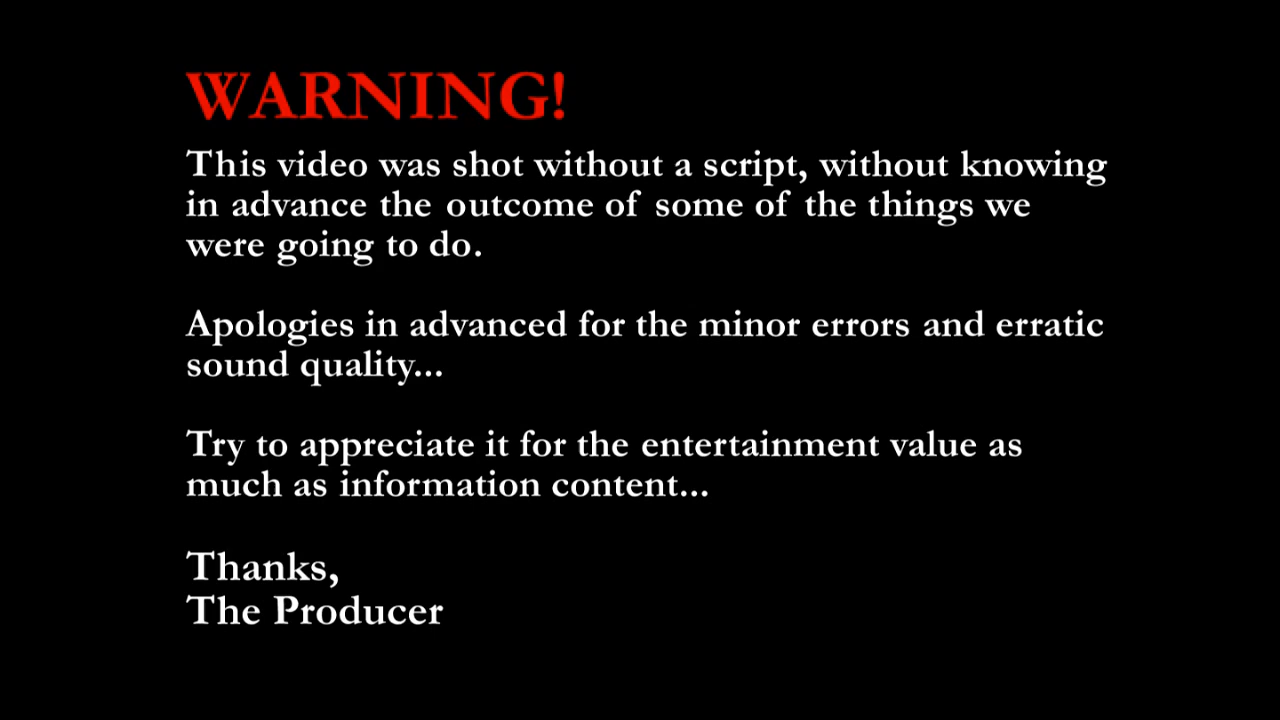 WARNING!
This video was shot without a script, without knowing
in advance the outcome of some of the things we
were going to do.
Apologies in advanced for the minor errors and erratic
sound quality...
Try to appreciate it for the entertainment value as
much as information content...
Thanks,
The Producer